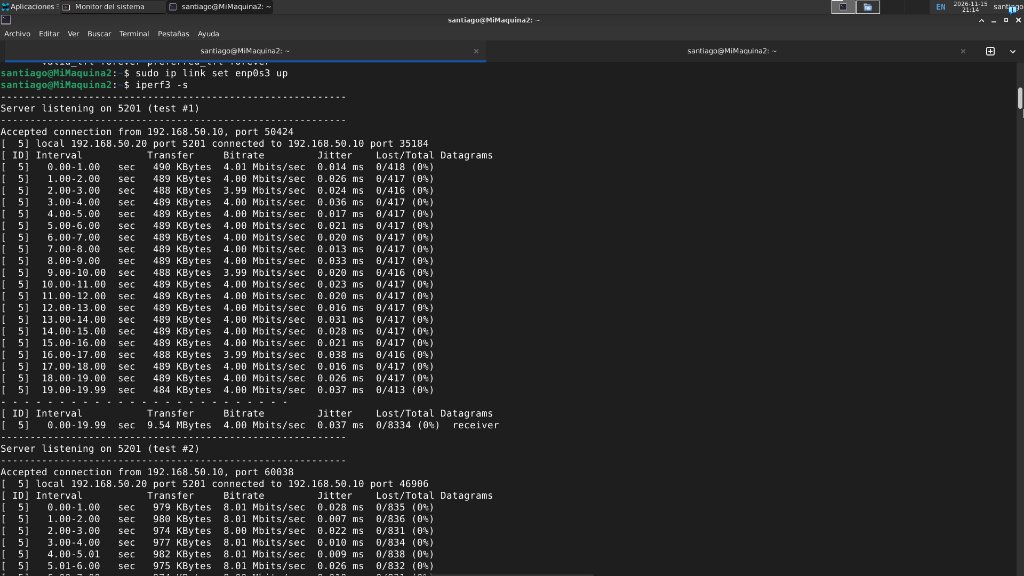 Aplicaciones Monitor del sistema santiago@MiMaquina2: ~ EN 2026-11-15 21:14 santiago
santiago@MiMaquina2: ~
Archivo Editar Ver Buscar Terminal Pestañas Ayuda
santiago@MiMaquina2: ~ × santiago@MiMaquina2: ~ ×
valid_lft forever preferred_lft forever
santiago@MiMaquina2:~$ sudo ip link set enp0s3 up
santiago@MiMaquina2:~$ iperf3 -s
-----------------------------------------------------------
Server listening on 5201 (test #1)
-----------------------------------------------------------
Accepted connection from 192.168.50.10, port 50424
[  5] local 192.168.50.20 port 5201 connected to 192.168.50.10 port 35184
[ ID] Interval           Transfer     Bitrate         Jitter    Lost/Total Datagrams
[  5]   0.00-1.00   sec   490 KBytes  4.01 Mbits/sec  0.014 ms  0/418 (0%)
[  5]   1.00-2.00   sec   489 KBytes  4.00 Mbits/sec  0.026 ms  0/417 (0%)
[  5]   2.00-3.00   sec   488 KBytes  3.99 Mbits/sec  0.024 ms  0/416 (0%)
[  5]   3.00-4.00   sec   489 KBytes  4.00 Mbits/sec  0.036 ms  0/417 (0%)
[  5]   4.00-5.00   sec   489 KBytes  4.00 Mbits/sec  0.017 ms  0/417 (0%)
[  5]   5.00-6.00   sec   489 KBytes  4.00 Mbits/sec  0.021 ms  0/417 (0%)
[  5]   6.00-7.00   sec   489 KBytes  4.00 Mbits/sec  0.020 ms  0/417 (0%)
[  5]   7.00-8.00   sec   489 KBytes  4.00 Mbits/sec  0.013 ms  0/417 (0%)
[  5]   8.00-9.00   sec   489 KBytes  4.00 Mbits/sec  0.033 ms  0/417 (0%)
[  5]   9.00-10.00  sec   488 KBytes  3.99 Mbits/sec  0.020 ms  0/416 (0%)
[  5]  10.00-11.00  sec   489 KBytes  4.00 Mbits/sec  0.023 ms  0/417 (0%)
[  5]  11.00-12.00  sec   489 KBytes  4.00 Mbits/sec  0.020 ms  0/417 (0%)
[  5]  12.00-13.00  sec   489 KBytes  4.00 Mbits/sec  0.016 ms  0/417 (0%)
[  5]  13.00-14.00  sec   489 KBytes  4.00 Mbits/sec  0.031 ms  0/417 (0%)
[  5]  14.00-15.00  sec   489 KBytes  4.00 Mbits/sec  0.028 ms  0/417 (0%)
[  5]  15.00-16.00  sec   489 KBytes  4.00 Mbits/sec  0.021 ms  0/417 (0%)
[  5]  16.00-17.00  sec   488 KBytes  3.99 Mbits/sec  0.038 ms  0/416 (0%)
[  5]  17.00-18.00  sec   489 KBytes  4.00 Mbits/sec  0.016 ms  0/417 (0%)
[  5]  18.00-19.00  sec   489 KBytes  4.00 Mbits/sec  0.026 ms  0/417 (0%)
[  5]  19.00-19.99  sec   484 KBytes  4.00 Mbits/sec  0.037 ms  0/413 (0%)
- - - - - - - - - - - - - - - - - - - - - - - - -
[ ID] Interval           Transfer     Bitrate         Jitter    Lost/Total Datagrams
[  5]   0.00-19.99  sec  9.54 MBytes  4.00 Mbits/sec  0.037 ms  0/8334 (0%)  receiver
-----------------------------------------------------------
Server listening on 5201 (test #2)
-----------------------------------------------------------
Accepted connection from 192.168.50.10, port 60038
[  5] local 192.168.50.20 port 5201 connected to 192.168.50.10 port 46906
[ ID] Interval           Transfer     Bitrate         Jitter    Lost/Total Datagrams
[  5]   0.00-1.00   sec   979 KBytes  8.01 Mbits/sec  0.028 ms  0/835 (0%)
[  5]   1.00-2.00   sec   980 KBytes  8.01 Mbits/sec  0.007 ms  0/836 (0%)
[  5]   2.00-3.00   sec   974 KBytes  8.00 Mbits/sec  0.022 ms  0/831 (0%)
[  5]   3.00-4.00   sec   977 KBytes  8.01 Mbits/sec  0.010 ms  0/834 (0%)
[  5]   4.00-5.01   sec   982 KBytes  8.01 Mbits/sec  0.009 ms  0/838 (0%)
[  5]   5.01-6.00   sec   975 KBytes  8.01 Mbits/sec  0.026 ms  0/832 (0%)